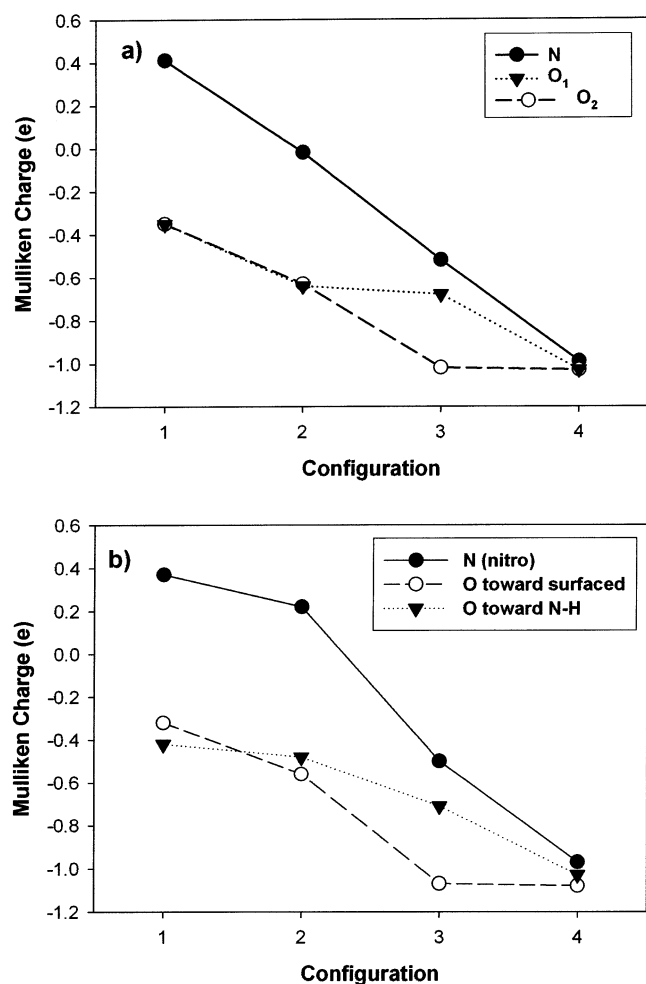 a)
N
O1
O2
Mulliken Charge (e)
0.6
0.4
0.2
0.0
-0.2
-0.4
-0.6
-0.8
-1.0
-1.2
1 2 3 4
Configuration
b)
N (nitro)
O toward surfaced
O toward N-H
Mulliken Charge (e)
0.6
0.4
0.2
0.0
-0.2
-0.4
-0.6
-0.8
-1.0
-1.2
1 2 3 4
Configuration